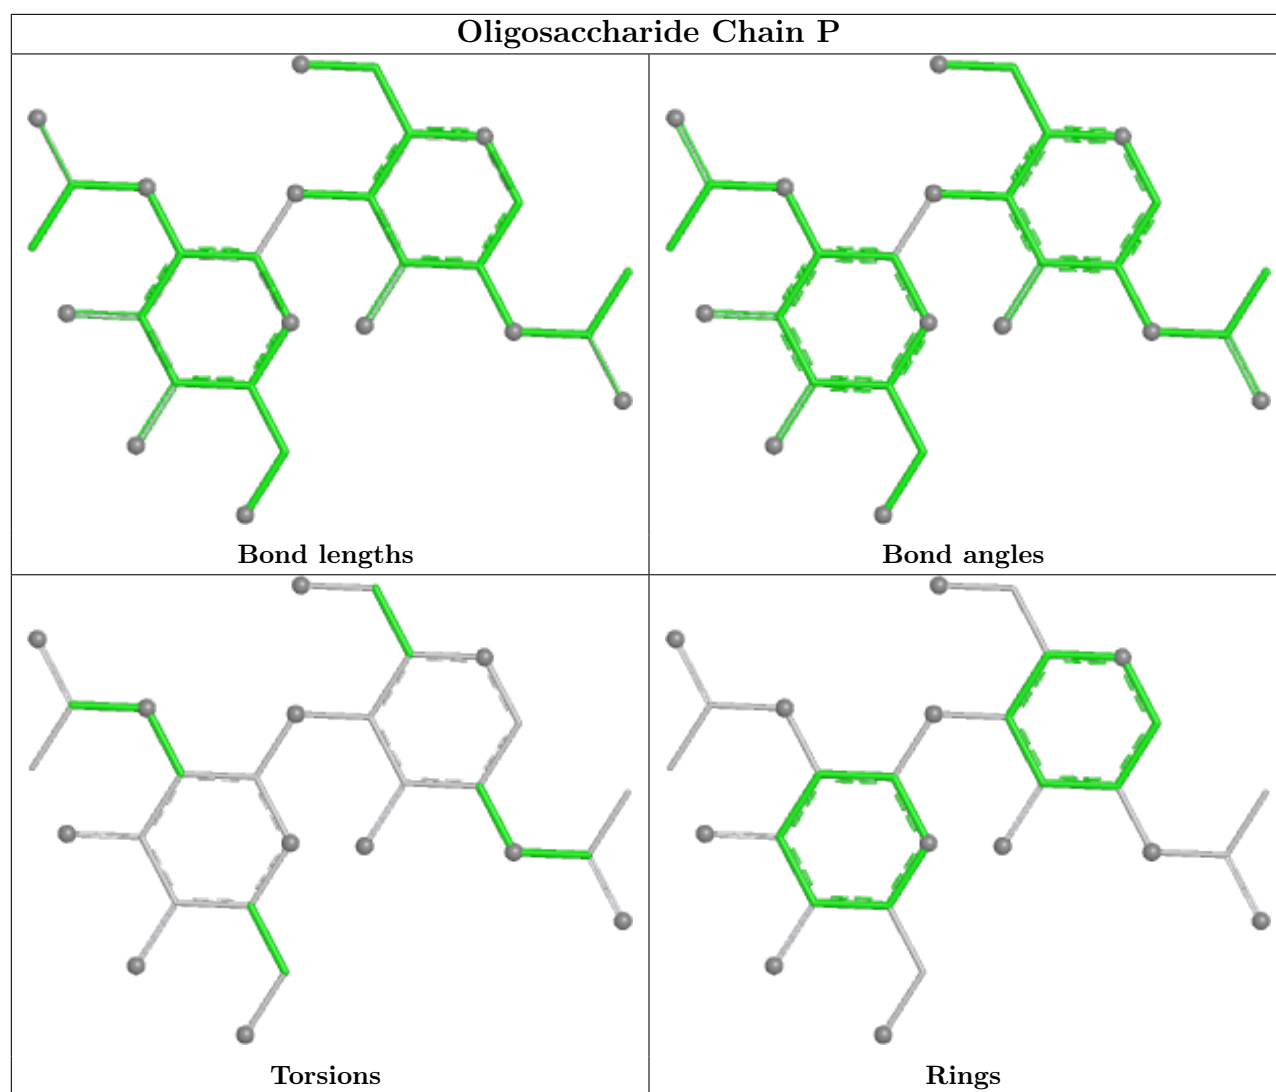 Oligosaccharide Chain P
Bond lengths
Bond angles
Torsions
Rings